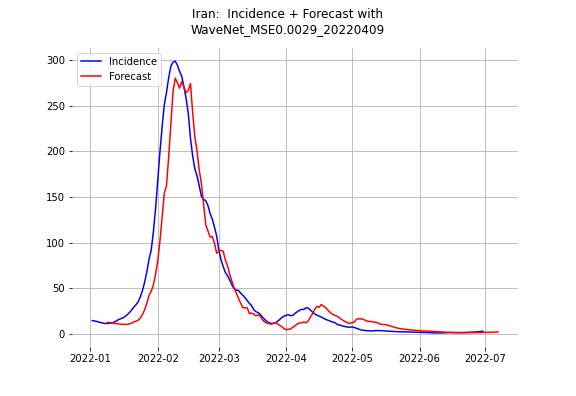 Iran:  Incidence + Forecast with
WaveNet_MSE0.0029_20220409
Incidence
Forecast
300
250
200
150
100
50
0
2022-01 2022-02 2022-03 2022-04 2022-05 2022-06 2022-07